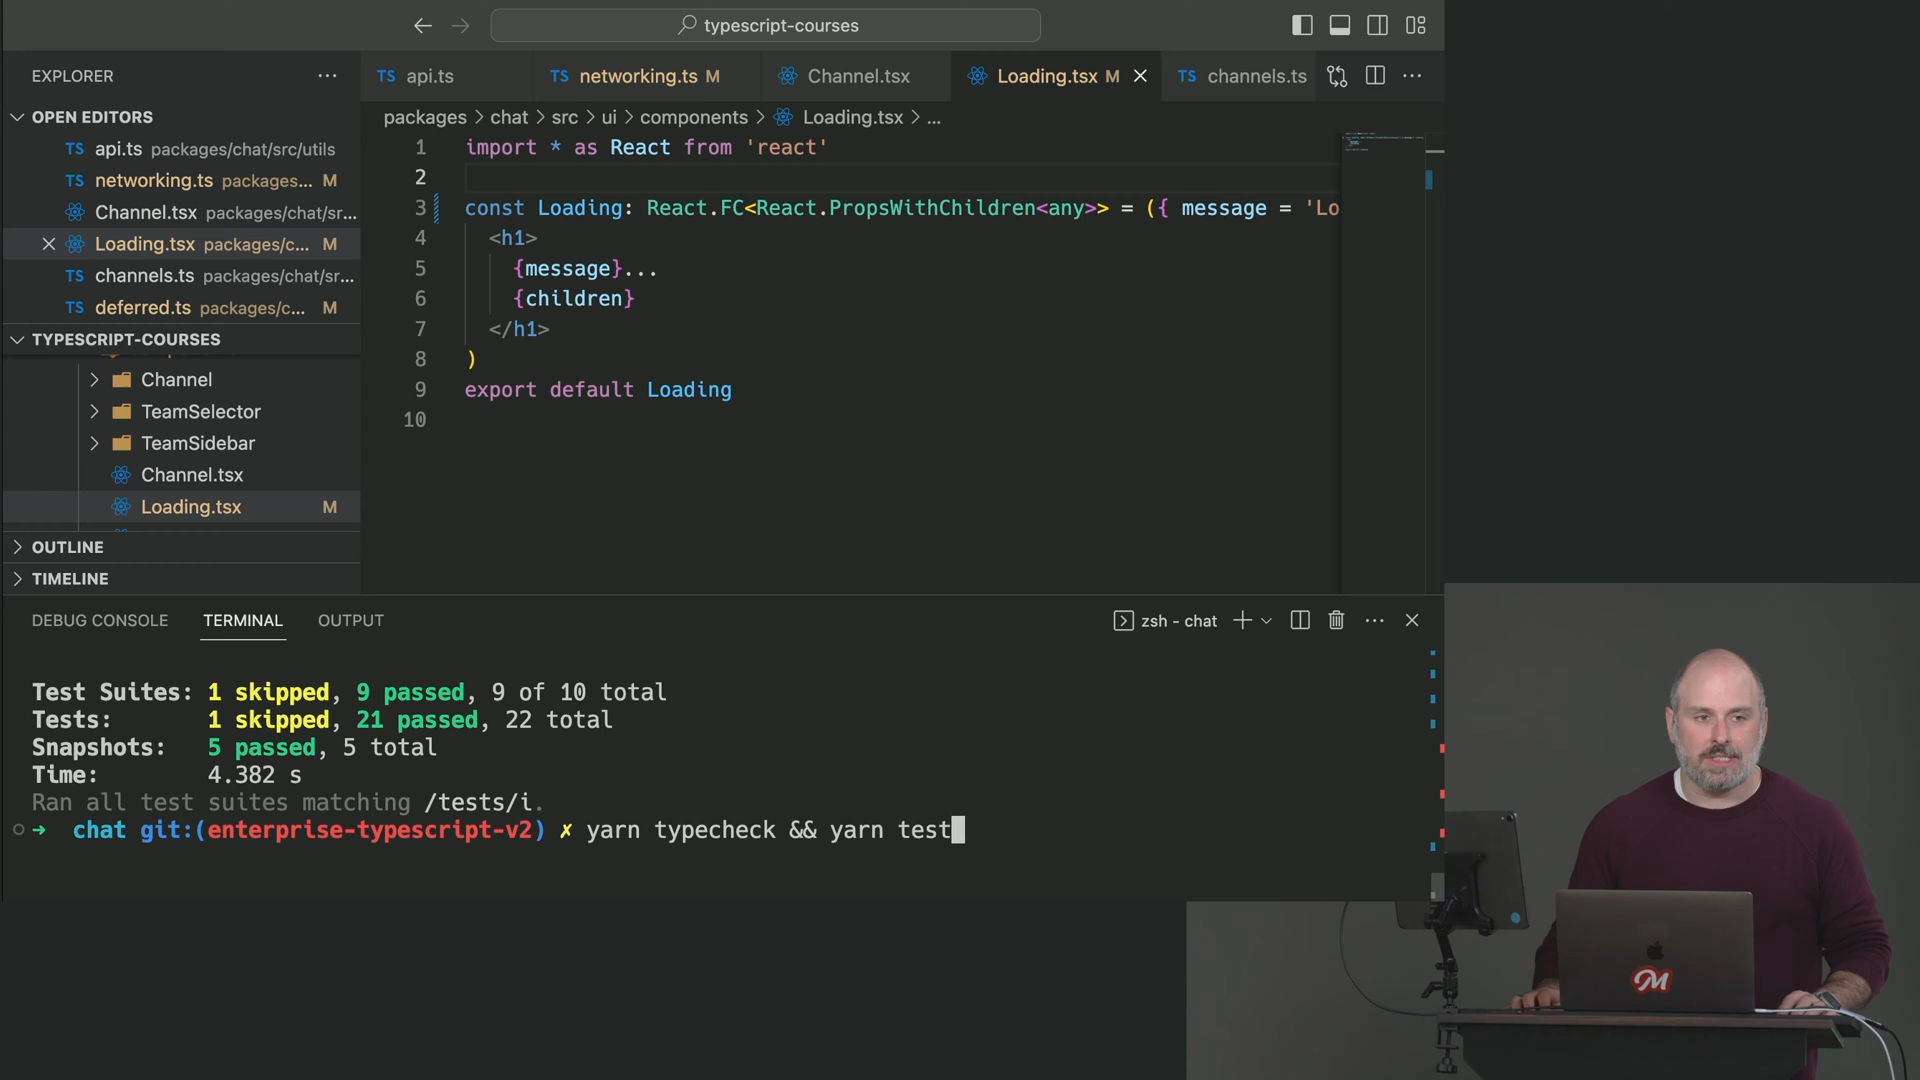 typescript-courses
EXPLORER
TS api.ts
TS networking.ts M
Channel.tsx
Loading.tsx M
TS channels.ts
OPEN EDITORS
packages > chat > src > ui > components > Loading.tsx > ...
TS api.ts packages/chat/src/utils
TS networking.ts packages... M
Channel.tsx packages/chat/sr...
Loading.tsx packages/c... M
TS channels.ts packages/chat/sr...
TS deferred.ts packages/c... M
TYPESCRIPT-COURSES
Channel
TeamSelector
TeamSidebar
Channel.tsx
Loading.tsx M
OUTLINE
TIMELINE
1 import * as React from 'react'
2
3 const Loading: React.FC<React.PropsWithChildren<any>> = ({ message = 'Lo
4 <h1>
5 {message}...
6 {children}
7 </h1>
8 )
9 export default Loading
10
DEBUG CONSOLE TERMINAL OUTPUT
zsh - chat
Test Suites: 1 skipped, 9 passed, 9 of 10 total
Tests: 1 skipped, 21 passed, 22 total
Snapshots: 5 passed, 5 total
Time: 4.382 s
Ran all test suites matching /tests/i.
➜ chat git:(enterprise-typescript-v2) ✗ yarn typecheck && yarn test
M